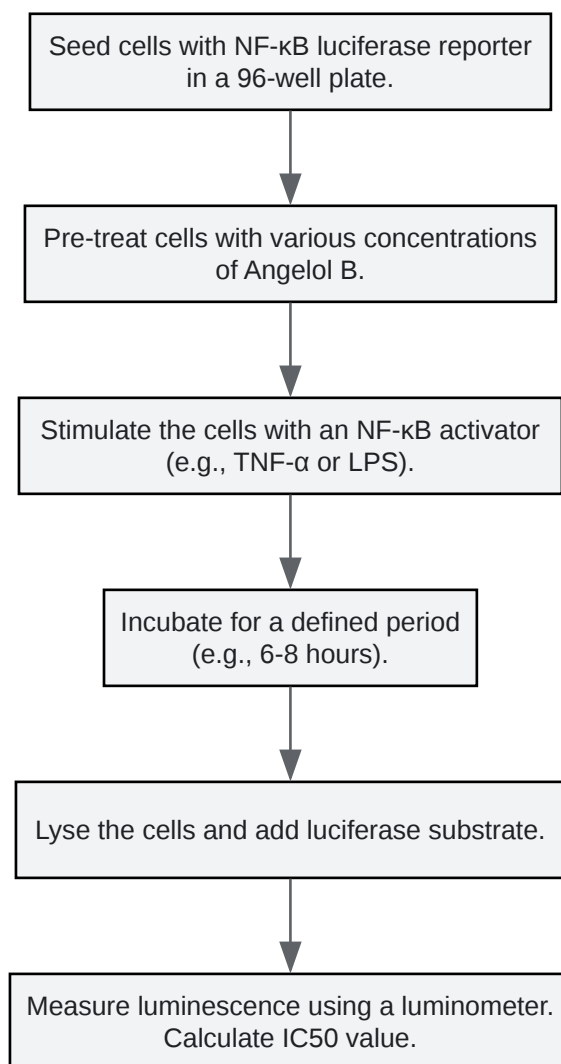 Seed cells with NF-κB luciferase reporter
in a 96-well plate.
Pre-treat cells with various concentrations
of Angelol B.
Stimulate the cells with an NF-κB activator
(e.g., TNF-α or LPS).
Incubate for a defined period
(e.g., 6-8 hours).
Lyse the cells and add luciferase substrate.
Measure luminescence using a luminometer.
Calculate IC50 value.